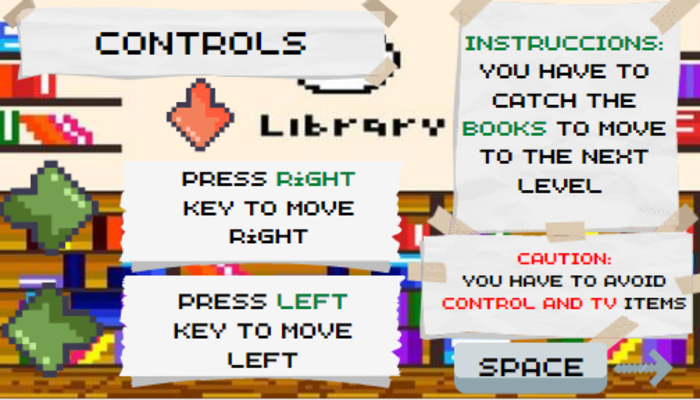 CONTROLS
Library
PRESS RiGHT
KEY TO MOVE
RiGHT
PRESS LEFT
KEY TO MOVE
LEFT
INSTRUCCIONS:
YOU HAVE TO
CATCH THE
BOOKS TO MOVE
TO THE NEXT
LEVEL
CAUTION:
YOU HAVE TO AVOID
CONTROL AND TV ITEMS
SPACE